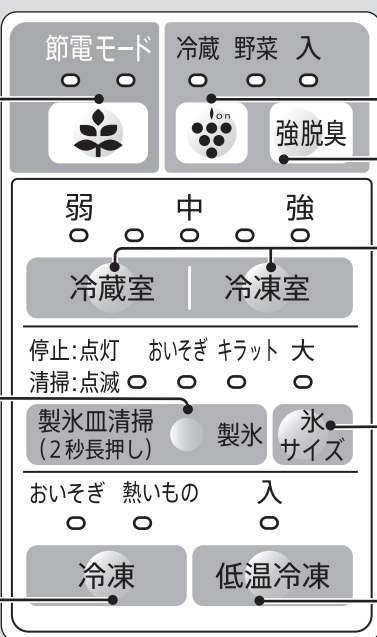 節電モード
冷蔵 野菜 入
ion
強脱臭
弱 中 強
冷蔵室 冷凍室
停止:点灯 おいそぎ キラット 大
清掃:点滅
製氷皿清掃
(2秒長押し)
製氷
氷
サイズ
おいそぎ 熱いもの 入
冷凍 低温冷凍